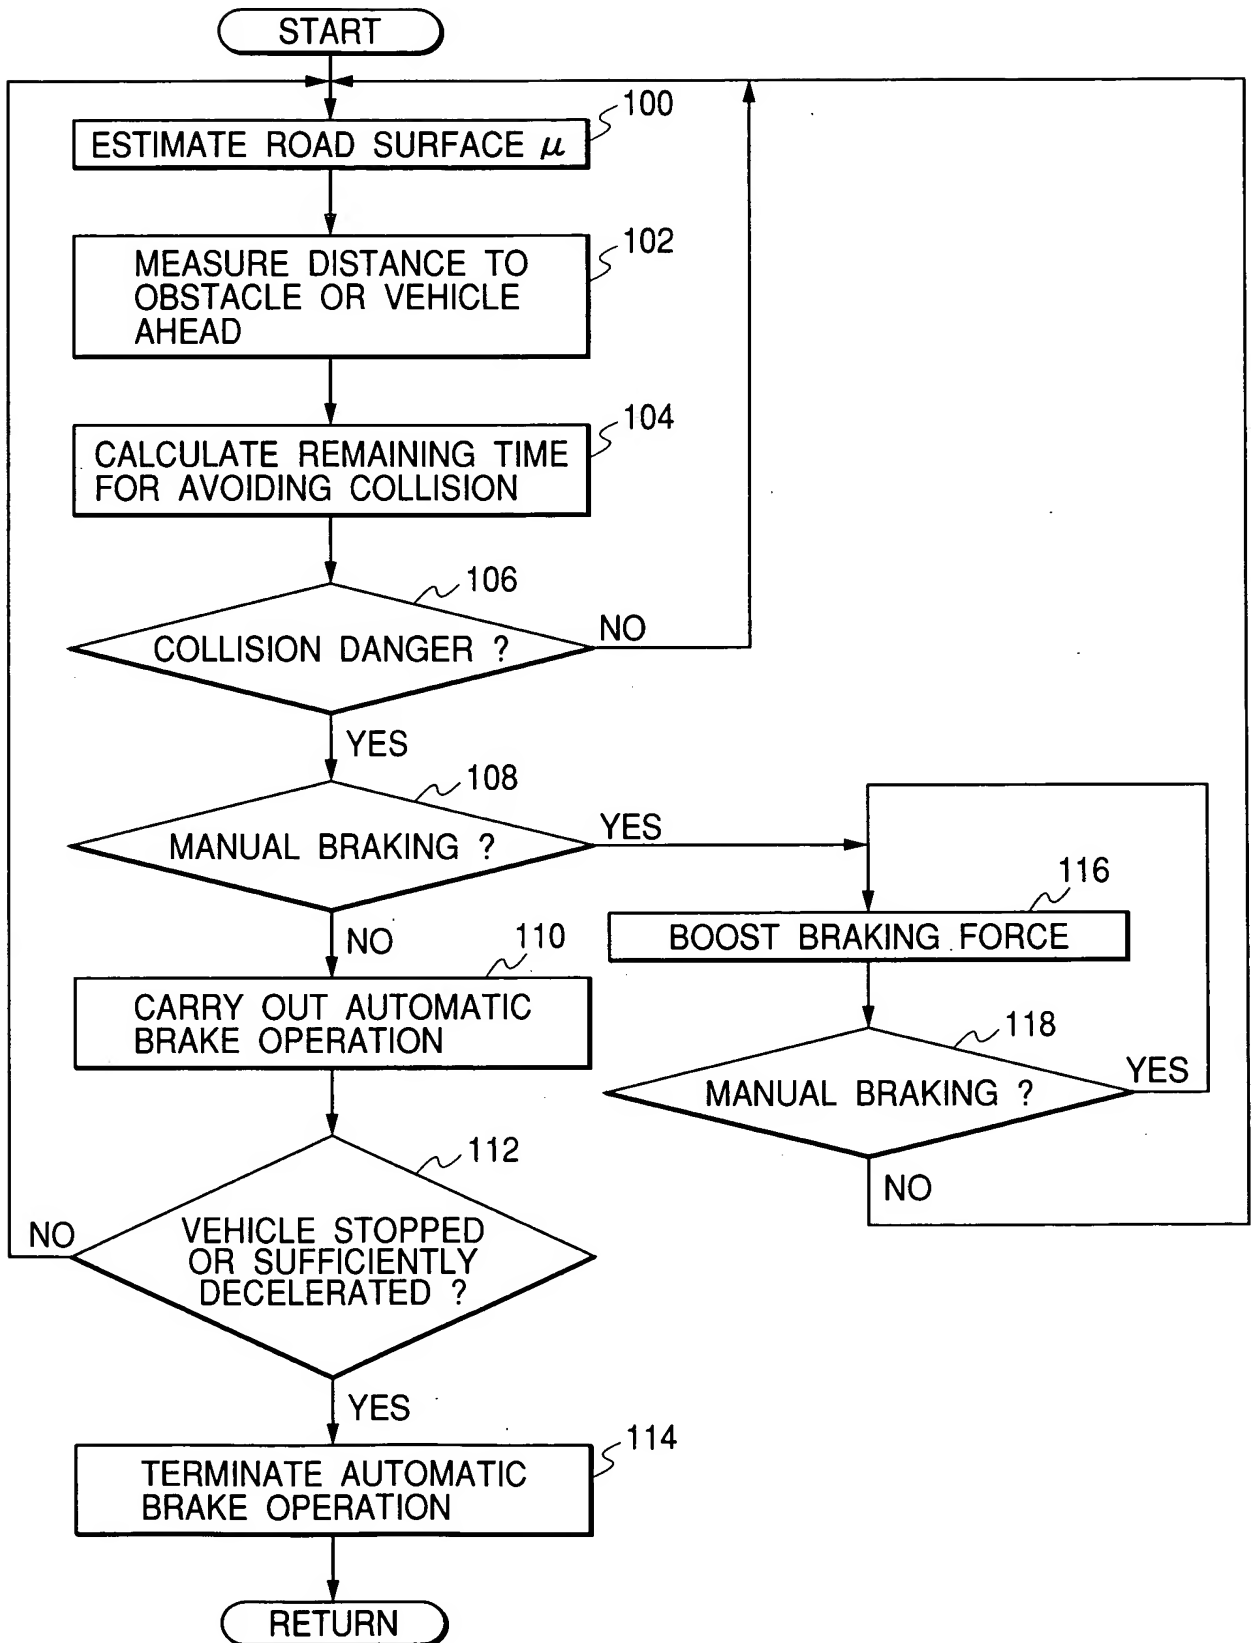 START
100
ESTIMATE ROAD SURFACE μ
102
MEASURE DISTANCE TO
OBSTACLE OR VEHICLE
AHEAD
104
CALCULATE REMAINING TIME
FOR AVOIDING COLLISION
106
COLLISION DANGER ?
NO
YES
108
MANUAL BRAKING ?
YES
NO
116
BOOST BRAKING FORCE
110
CARRY OUT AUTOMATIC
BRAKE OPERATION
118
MANUAL BRAKING ?
YES
NO
112
VEHICLE STOPPED
OR SUFFICIENTLY
DECELERATED ?
NO
YES
114
TERMINATE AUTOMATIC
BRAKE OPERATION
RETURN